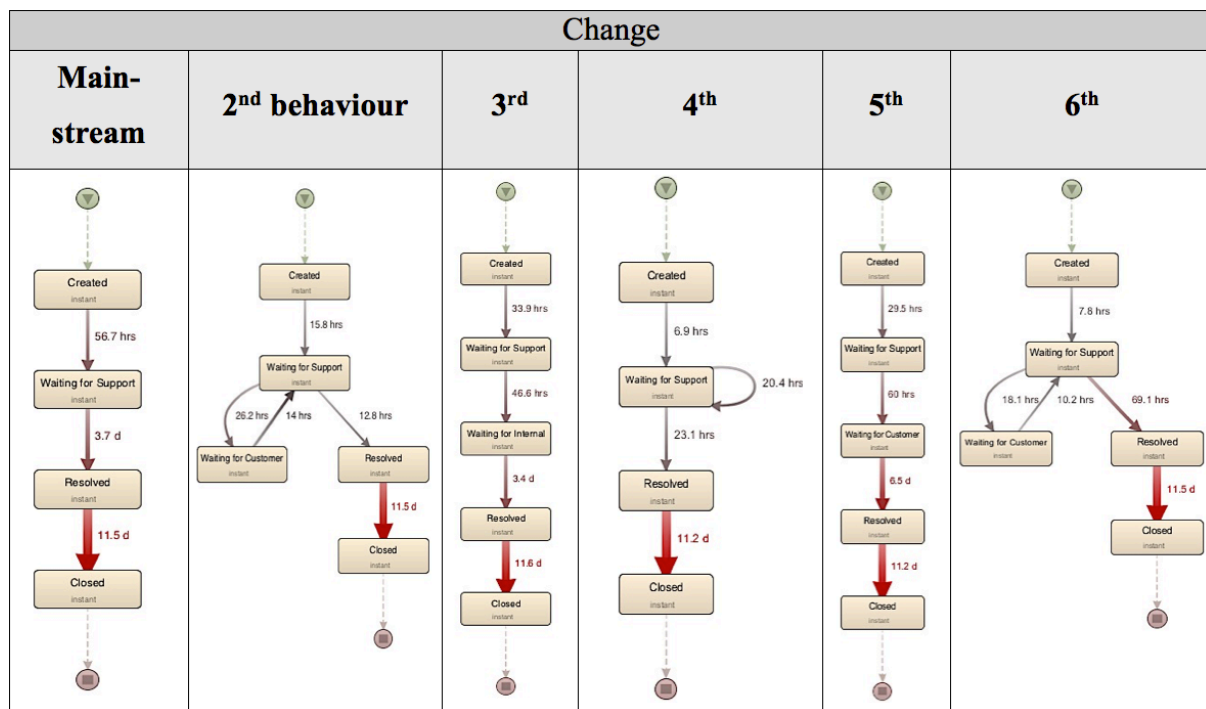 Change
Main-
stream
2nd behaviour
3rd
4th
5th
6th
Created
instant
56.7 hrs
Waiting for Support
instant
3.7 d
Resolved
instant
11.5 d
Closed
instant
Created
instant
15.8 hrs
Waiting for Support
instant
26.2 hrs
14 hrs
12.8 hrs
Waiting for Customer
instant
Resolved
instant
11.5 d
Closed
instant
Created
instant
33.9 hrs
Waiting for Support
instant
46.6 hrs
Waiting for Internal
instant
3.4 d
Resolved
instant
11.6 d
Closed
instant
Created
instant
6.9 hrs
Waiting for Support
instant
20.4 hrs
23.1 hrs
Resolved
instant
11.2 d
Closed
instant
Created
instant
29.5 hrs
Waiting for Support
instant
60 hrs
Waiting for Customer
instant
6.5 d
Resolved
instant
11.2 d
Closed
instant
Created
instant
7.8 hrs
Waiting for Support
instant
18.1 hrs
10.2 hrs
69.1 hrs
Waiting for Customer
instant
Resolved
instant
11.5 d
Closed
instant